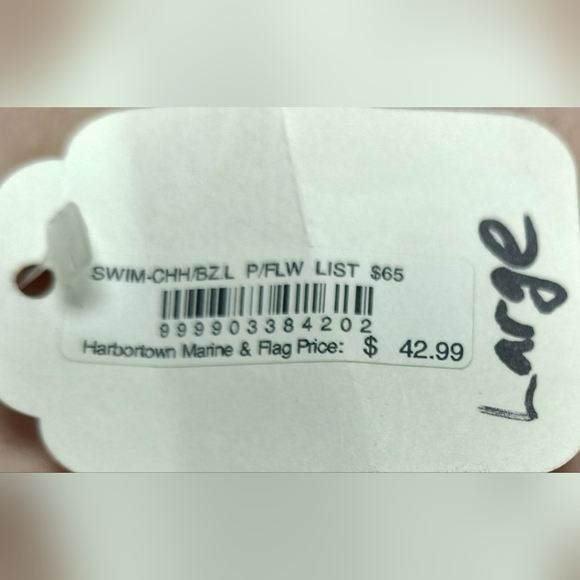 SWIM-CHH/BZ.L P/FLW LIST $65
999903384202
Harbortown Marine & Flag Price: $ 42.99
Large